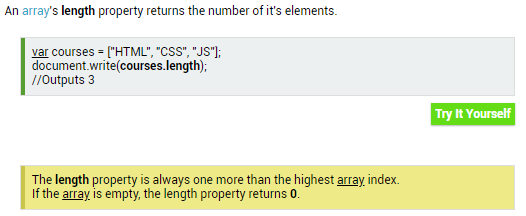 An array's length property returns the number of it's elements.
var courses = ["HTML", "CSS", "JS"];
document.write(courses.length);
//Outputs 3
Try It Yourself
The length property is always one more than the highest array index.
If the array is empty, the length property returns 0.